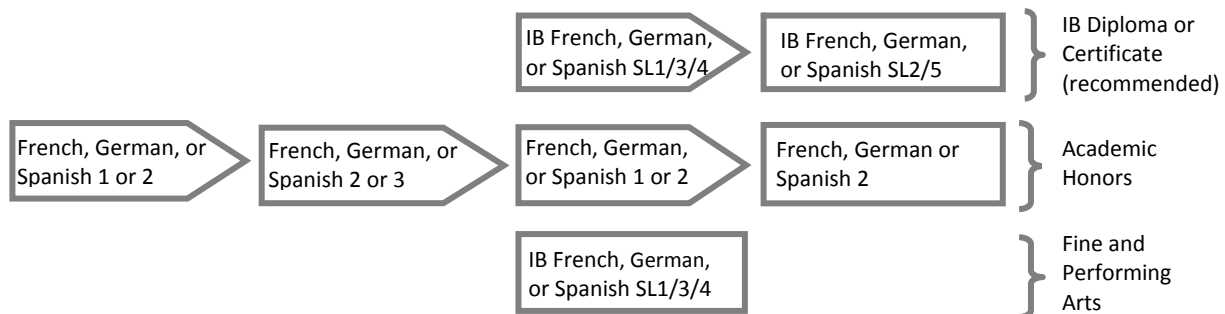 IB French, German,
or Spanish SL1/3/4
IB French, German,
or Spanish SL2/5
IB Diploma or
Certificate
(recommended)
French, German, or
Spanish 1 or 2
French, German, or
Spanish 2 or 3
French, German,
or Spanish 1 or 2
French, German or
Spanish 2
Academic
Honors
IB French, German,
or Spanish SL1/3/4
Fine and
Performing
Arts